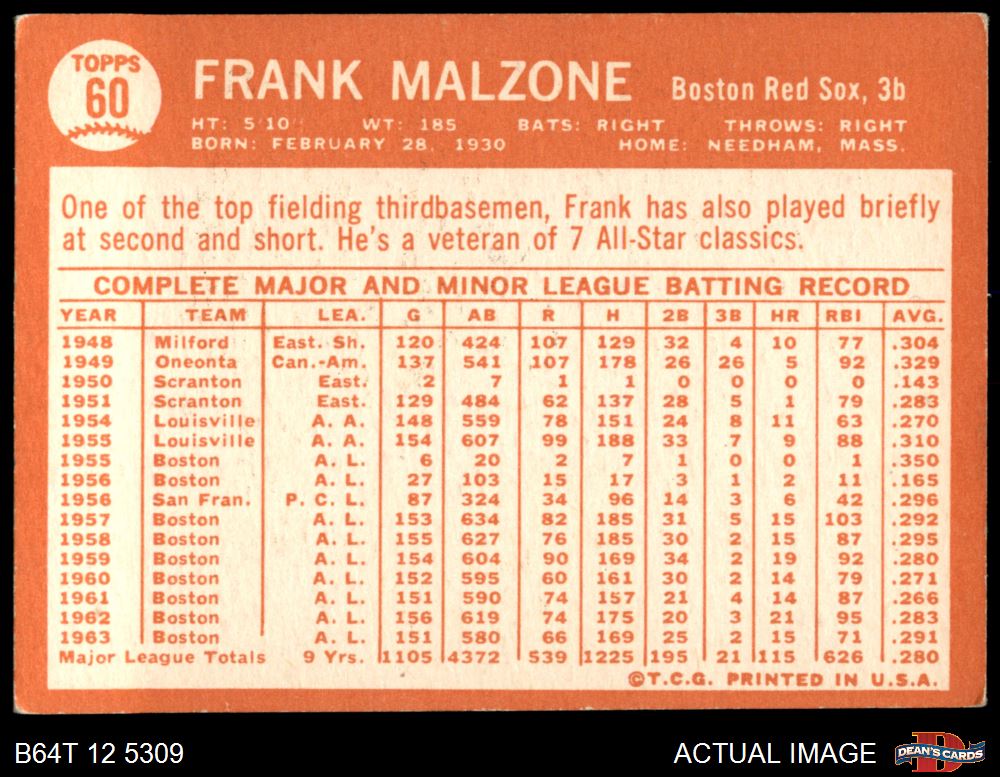 TOPPS
60
FRANK MALZONE Boston Red Sox, 3b
HT: 5'10" WT: 185 BATS: RIGHT THROWS: RIGHT
BORN: FEBRUARY 28, 1930 HOME: NEEDHAM, MASS.
One of the top fielding thirdbasemen, Frank has also played briefly
at second and short. He's a veteran of 7 All-Star classics.
COMPLETE MAJOR AND MINOR LEAGUE BATTING RECORD
YEAR TEAM LEA. G AB R H 2B 3B HR RBI AVG.
1948 Milford East. Sh. 120 424 107 129 32 4 10 77 .304
1949 Oneonta Can.-Am. 137 541 107 178 26 26 5 92 .329
1950 Scranton East. 2 7 1 1 0 0 0 0 .143
1951 Scranton East. 129 484 62 137 28 5 1 79 .283
1954 Louisville A. A. 148 559 78 151 24 8 11 63 .270
1955 Louisville A. A. 154 607 99 188 33 7 9 88 .310
1955 Boston A. L. 6 20 2 7 1 0 0 1 .350
1956 Boston A. L. 27 103 15 17 3 1 2 11 .165
1956 San Fran. P. C. L. 87 324 34 96 14 3 6 42 .296
1957 Boston A. L. 153 634 82 185 31 5 15 103 .292
1958 Boston A. L. 155 627 76 185 30 2 15 87 .295
1959 Boston A. L. 154 604 90 169 34 2 19 92 .280
1960 Boston A. L. 152 595 60 161 30 2 14 79 .271
1961 Boston A. L. 151 590 74 157 21 4 14 87 .266
1962 Boston A. L. 156 619 74 175 20 3 21 95 .283
1963 Boston A. L. 151 580 66 169 25 2 15 71 .291
Major League Totals 9 Yrs. 1105 4372 539 1225 195 21 115 626 .280
©T.C.G. PRINTED IN U.S.A.
B64T 12 5309 ACTUAL IMAGE DEAN'S CARDS